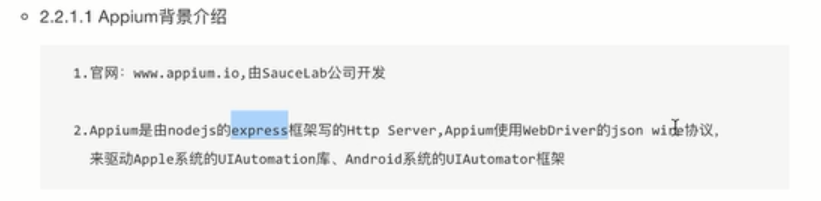 2.2.1.1 Appium背景介绍
1.官网：www.appium.io,由SauceLab公司开发
2.Appium是由nodejs的express框架写的Http Server,Appium使用WebDriver的json wire协议,
来驱动Apple系统的UIAutomation库、Android系统的UIAutomator框架